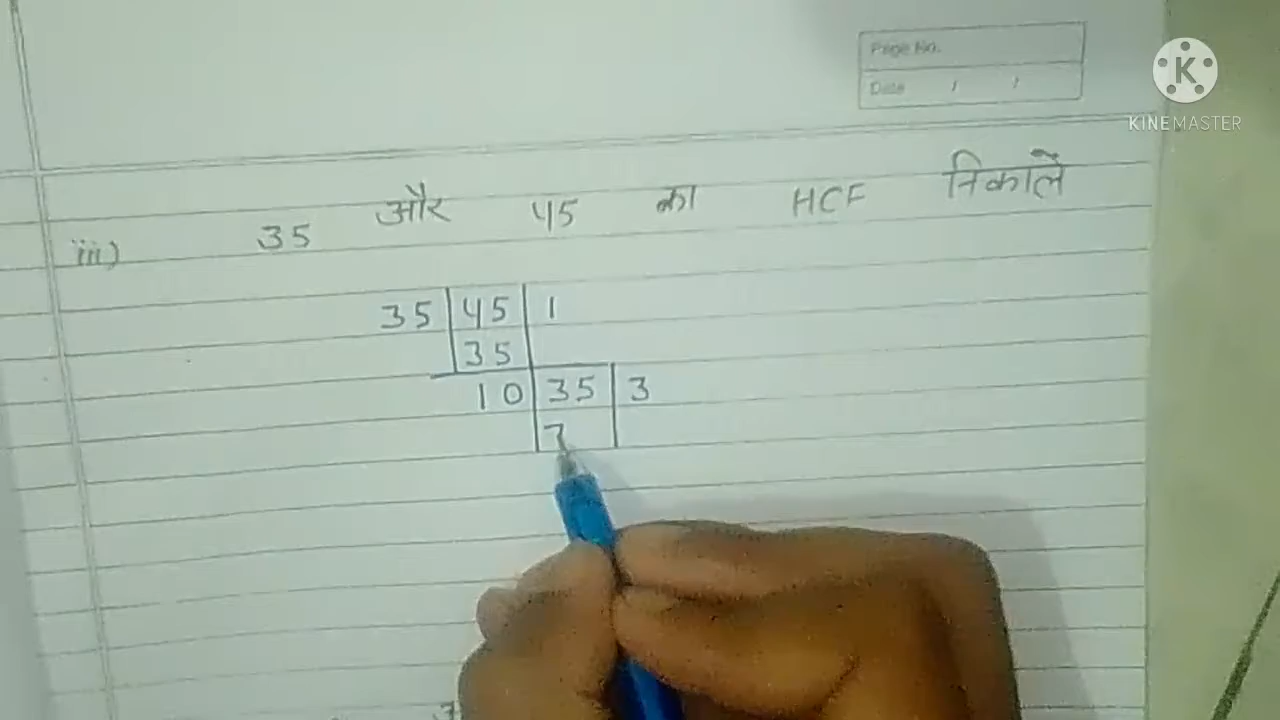 Page No.
Date / /
K
KINEMASTER
iii) 35 और 45 का HCF निकालें
35 45 1
35
10 35 3